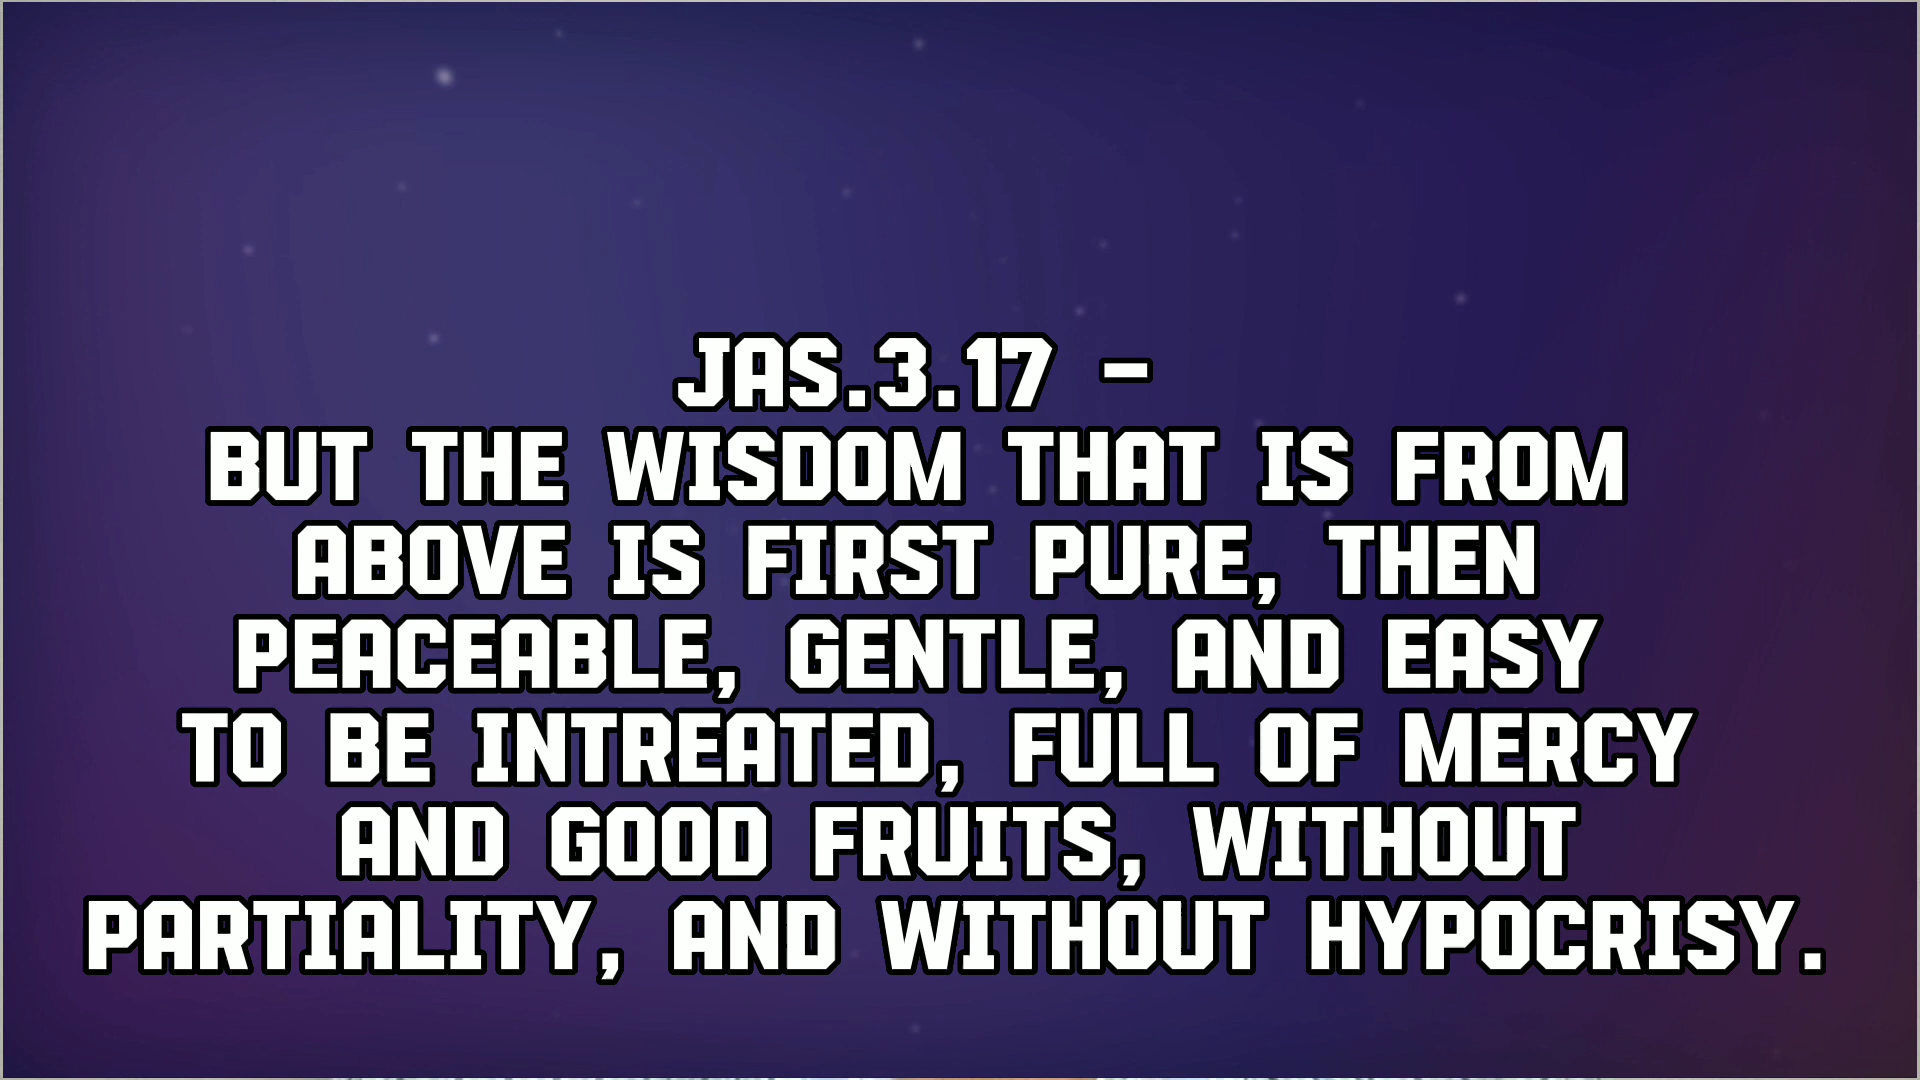 JAS.3.17 -
BUT THE WISDOM THAT IS FROM
ABOVE IS FIRST PURE, THEN
PEACEABLE, GENTLE, AND EASY
TO BE INTREATED, FULL OF MERCY
AND GOOD FRUITS, WITHOUT
PARTIALITY, AND WITHOUT HYPOCRISY.